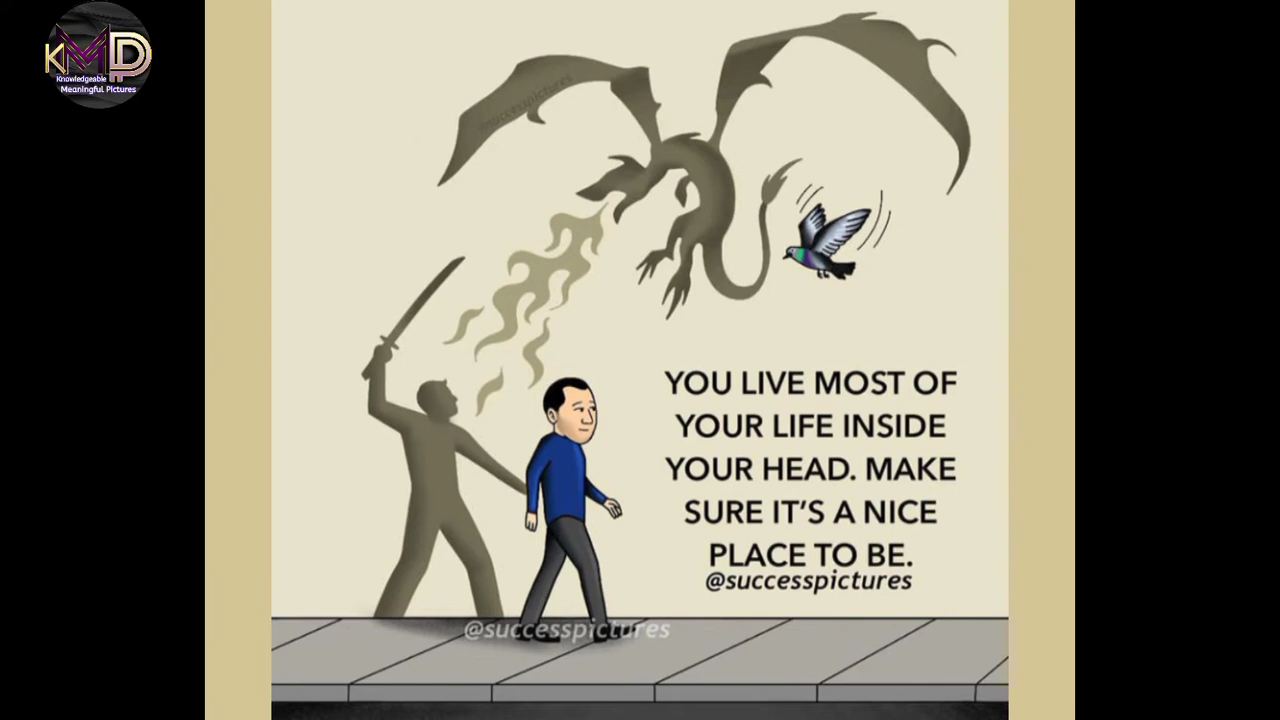 KMP
Knowledgeable
Meaningful Pictures
@successpictures
YOU LIVE MOST OF
YOUR LIFE INSIDE
YOUR HEAD. MAKE
SURE IT'S A NICE
PLACE TO BE.
@successpictures
@successpictures